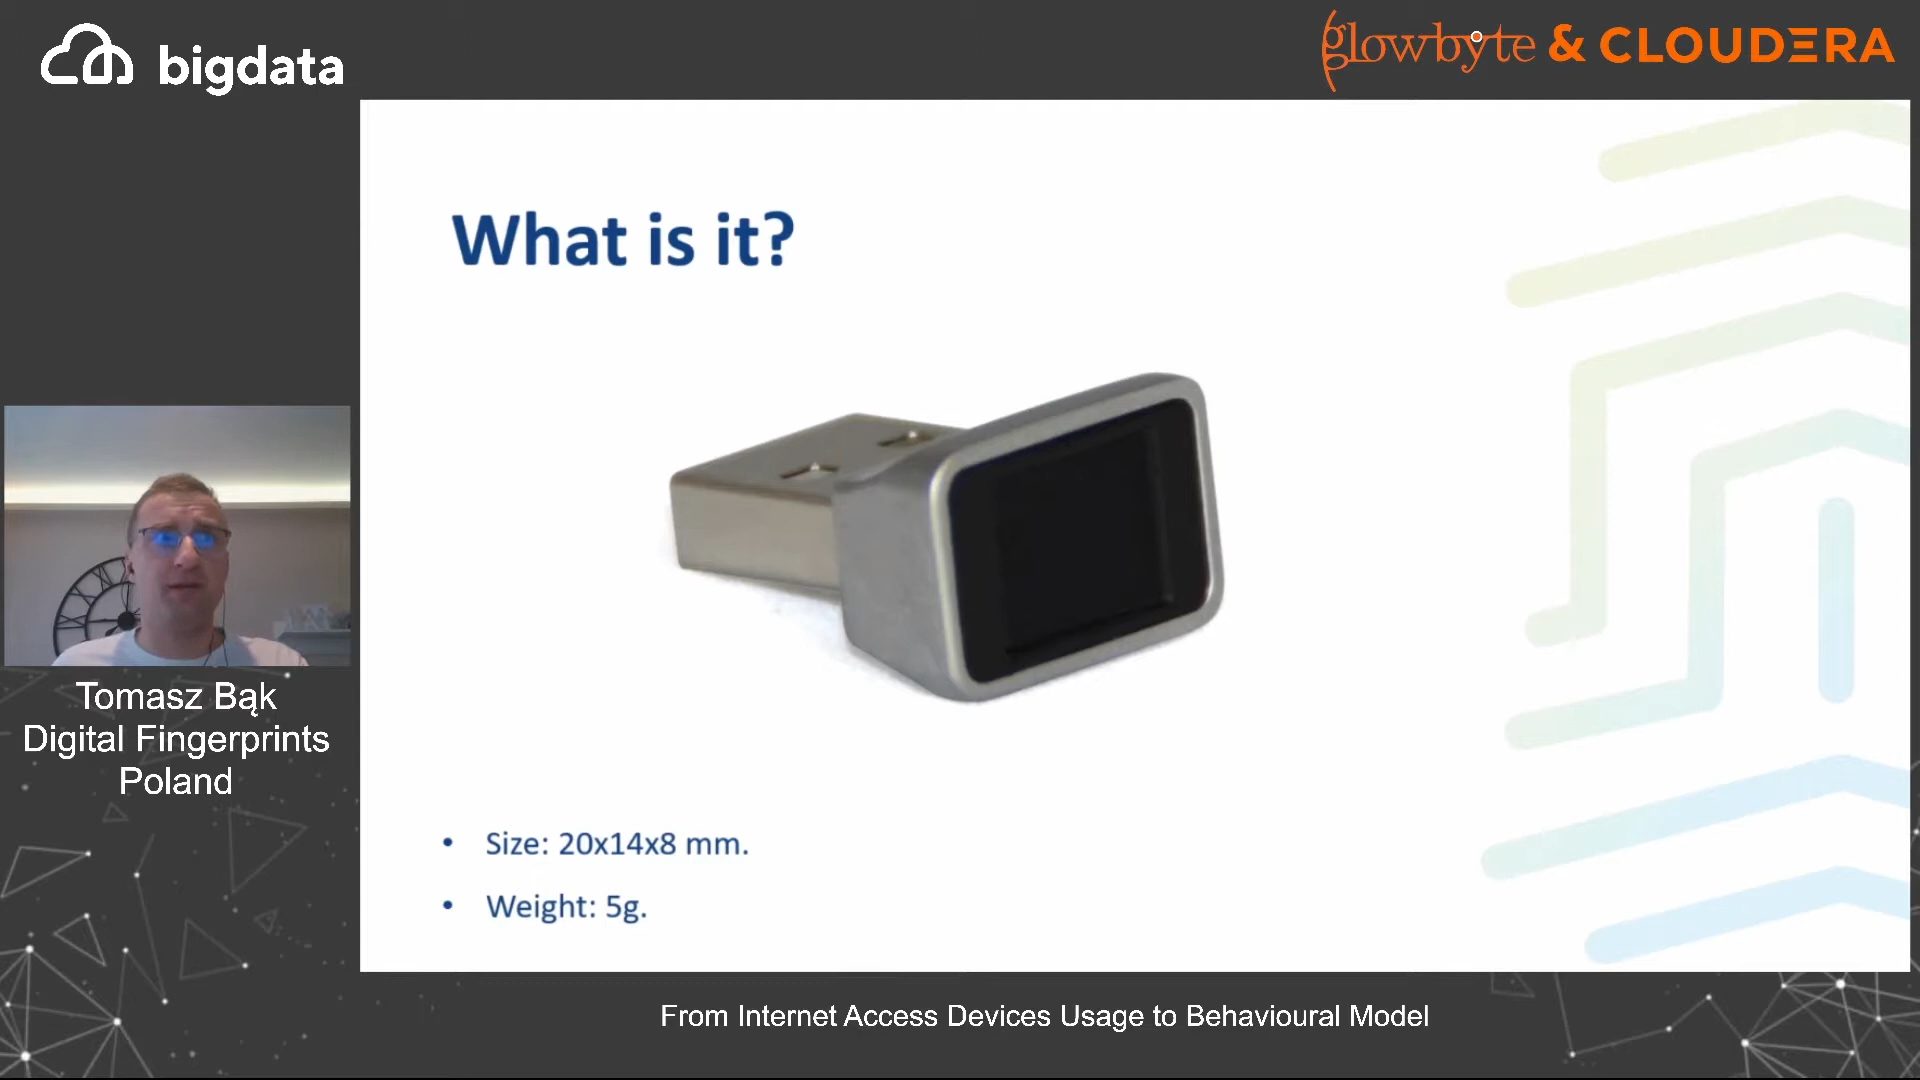 bigdata
glowbyte & CLOUDERA
What is it?
Tomasz Bąk
Digital Fingerprints
Poland
• Size: 20x14x8 mm.
• Weight: 5g.
From Internet Access Devices Usage to Behavioural Model